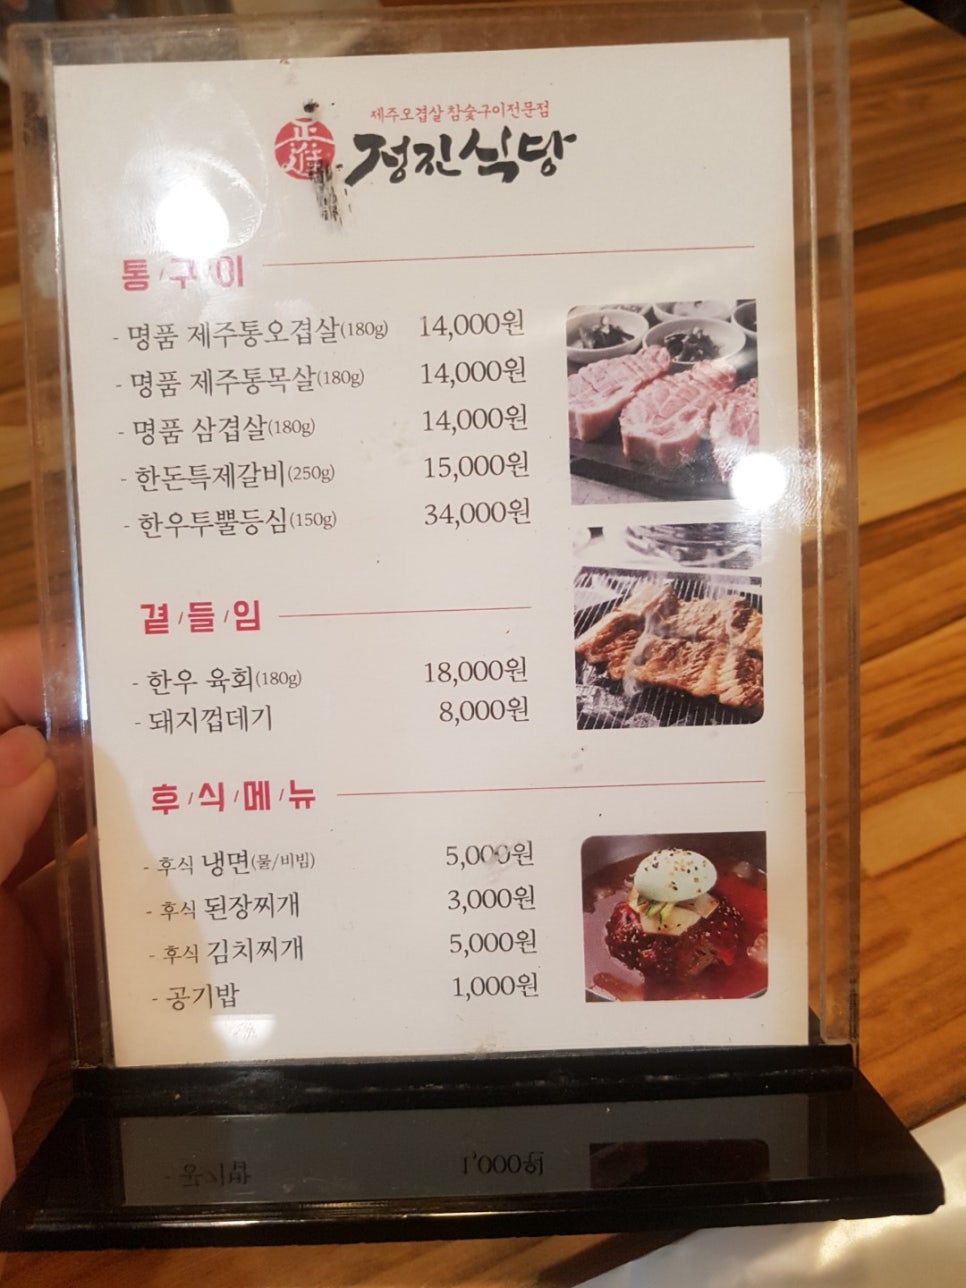 제주오겹살 참숯구이전문점
正進 정진식당
통/구/이
- 명품 제주통오겹살(180g) 14,000원
- 명품 제주통목살(180g) 14,000원
- 명품 삼겹살(180g) 14,000원
- 한돈특제갈비(250g) 15,000원
- 한우투뿔등심(150g) 34,000원
곁/들/임
- 한우 육회(180g) 18,000원
- 돼지껍데기 8,000원
후/식/메/뉴
- 후식 냉면(물/비빔) 5,000원
- 후식 된장찌개 3,000원
- 후식 김치찌개 5,000원
- 공기밥 1,000원